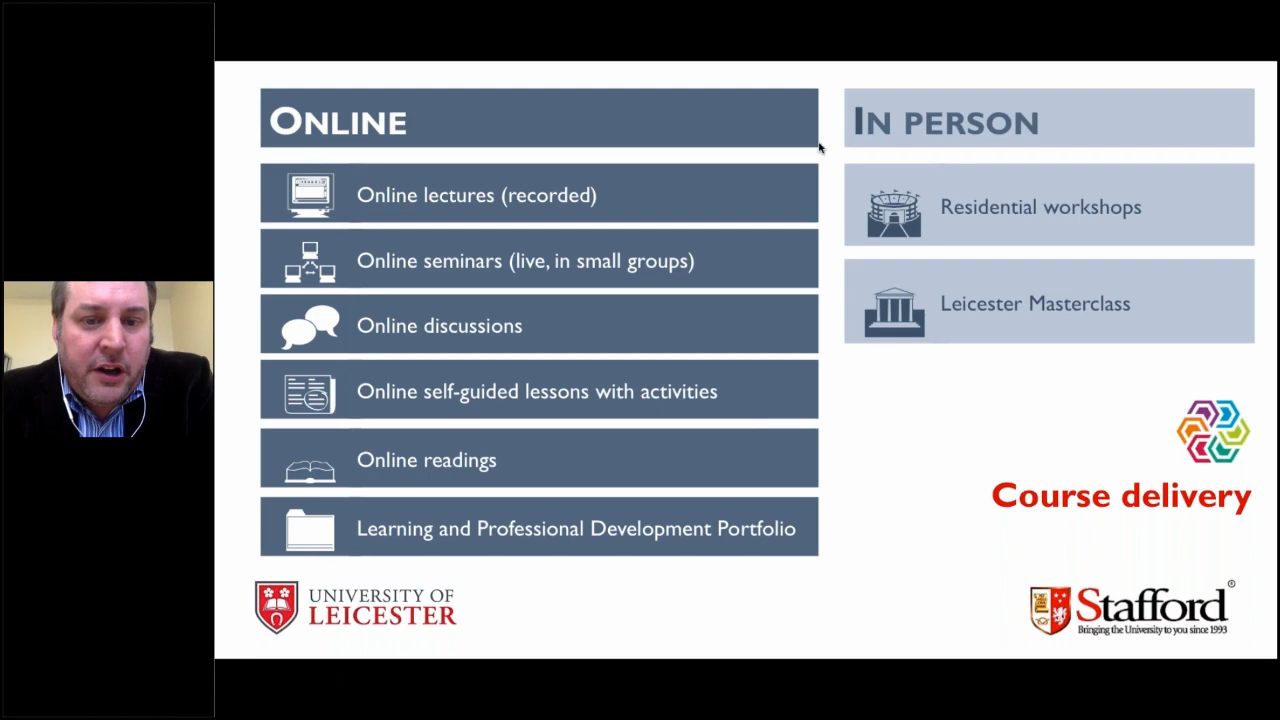 ONLINE
Online lectures (recorded)
Online seminars (live, in small groups)
Online discussions
Online self-guided lessons with activities
Online readings
Learning and Professional Development Portfolio
IN PERSON
Residential workshops
Leicester Masterclass
Course delivery
UNIVERSITY OF
LEICESTER
Stafford®
Bringing the University to you since 1993